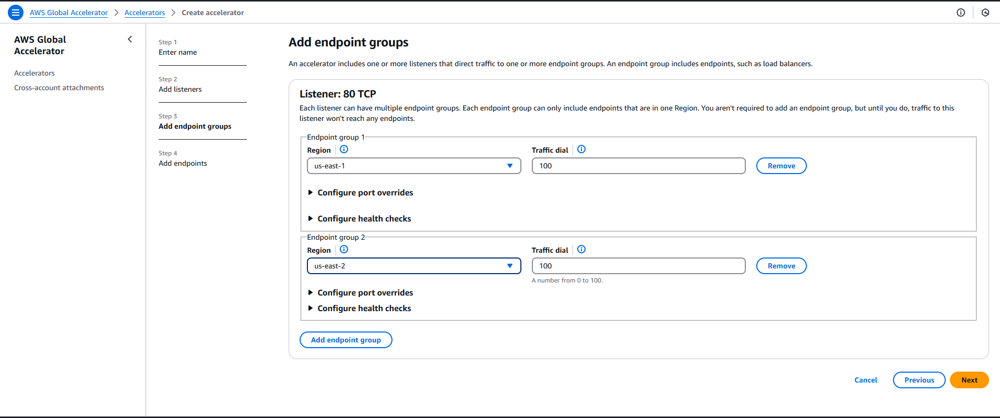 AWS Global Accelerator > Accelerators > Create accelerator
AWS Global
Accelerator
Accelerators
Cross-account attachments
Step 1
Enter name
Step 2
Add listeners
Step 3
Add endpoint groups
Step 4
Add endpoints
Add endpoint groups
An accelerator includes one or more listeners that direct traffic to one or more endpoint groups. An endpoint group includes endpoints, such as load balancers.
Listener: 80 TCP
Each listener can have multiple endpoint groups. Each endpoint group can only include endpoints that are in one Region. You aren't required to add an endpoint group, but until you do, traffic to this
listener won't reach any endpoints.
Endpoint group 1
Region Traffic dial
us-east-1 100 Remove
Configure port overrides
Configure health checks
Endpoint group 2
Region Traffic dial
us-east-2 100 Remove
A number from 0 to 100.
Configure port overrides
Configure health checks
Add endpoint group
Cancel Previous Next